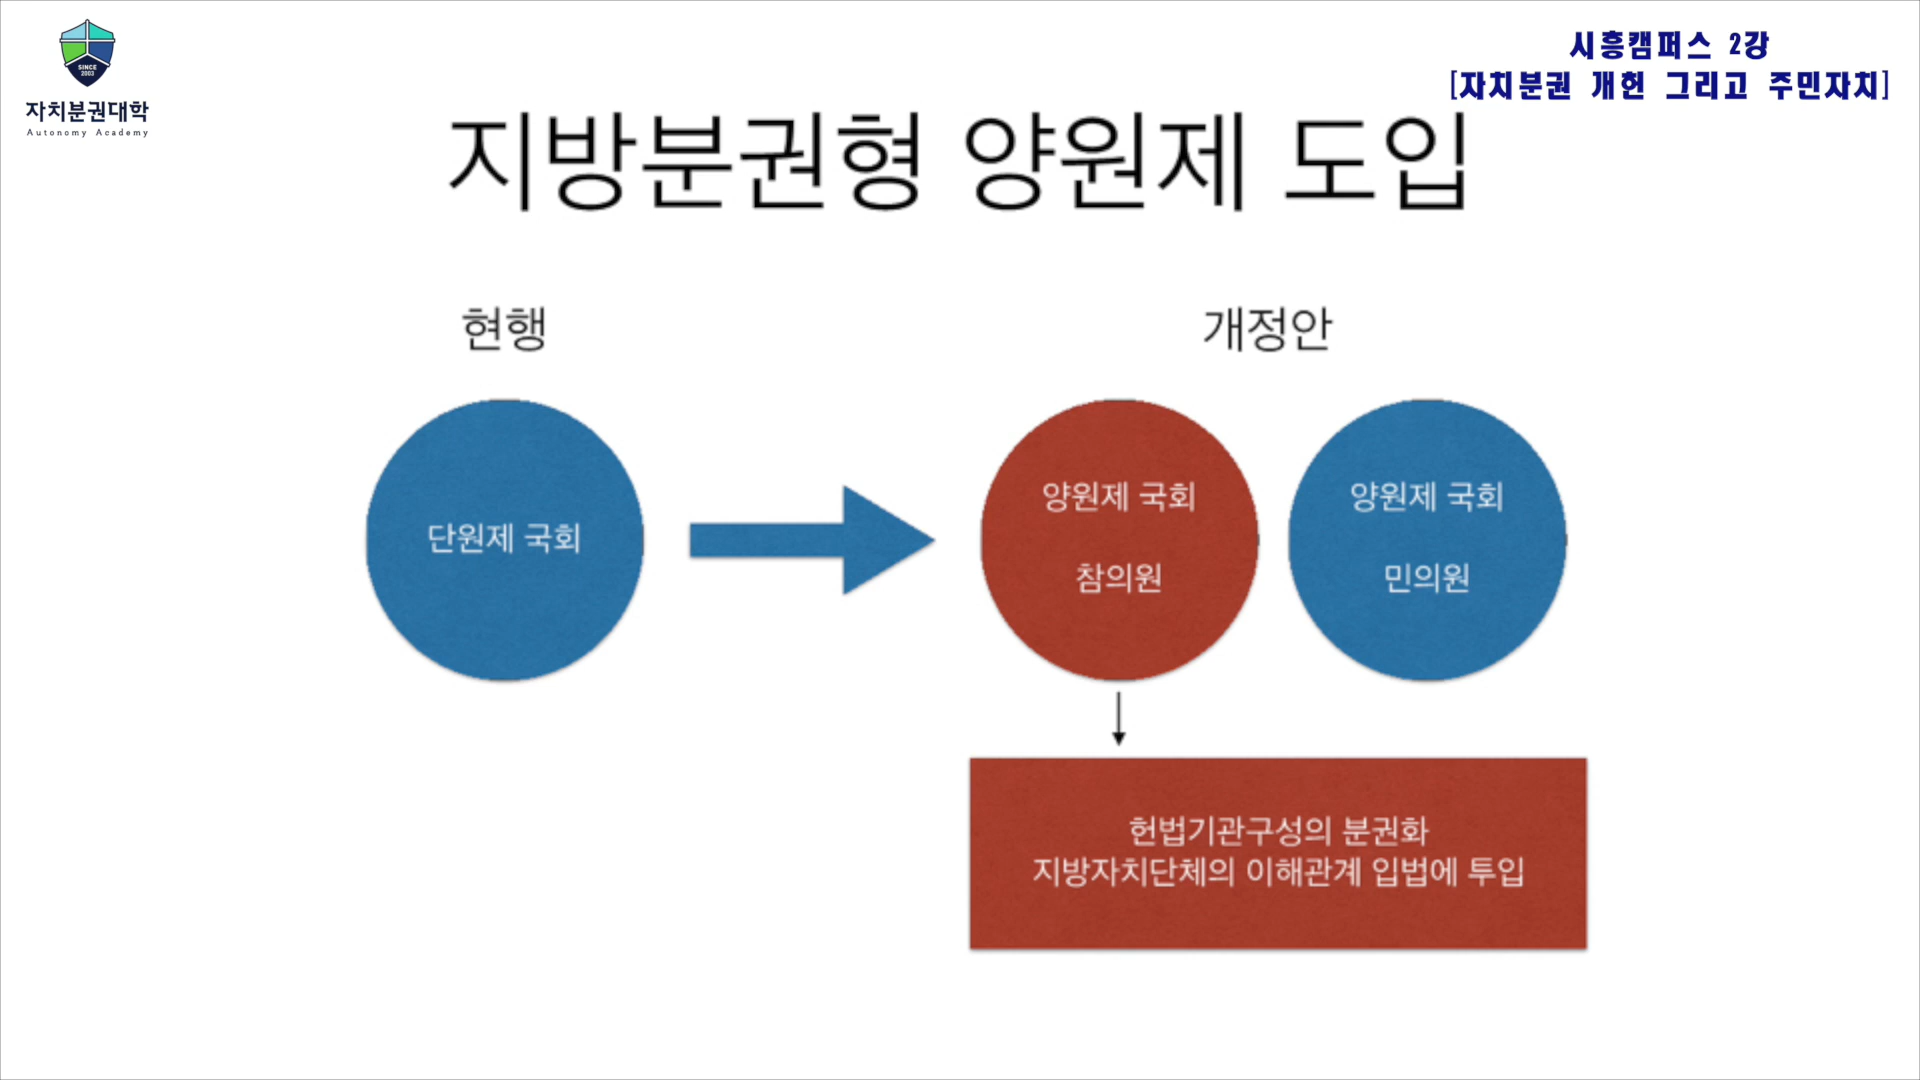 SINCE
2003
자치분권대학
Autonomy Academy
시흥캠퍼스 2강
[자치분권 개헌 그리고 주민자치]
지방분권형 양원제 도입
현행
개정안
단원제 국회
양원제 국회
참의원
양원제 국회
민의원
헌법기관구성의 분권화
지방자치단체의 이해관계 입법에 투입